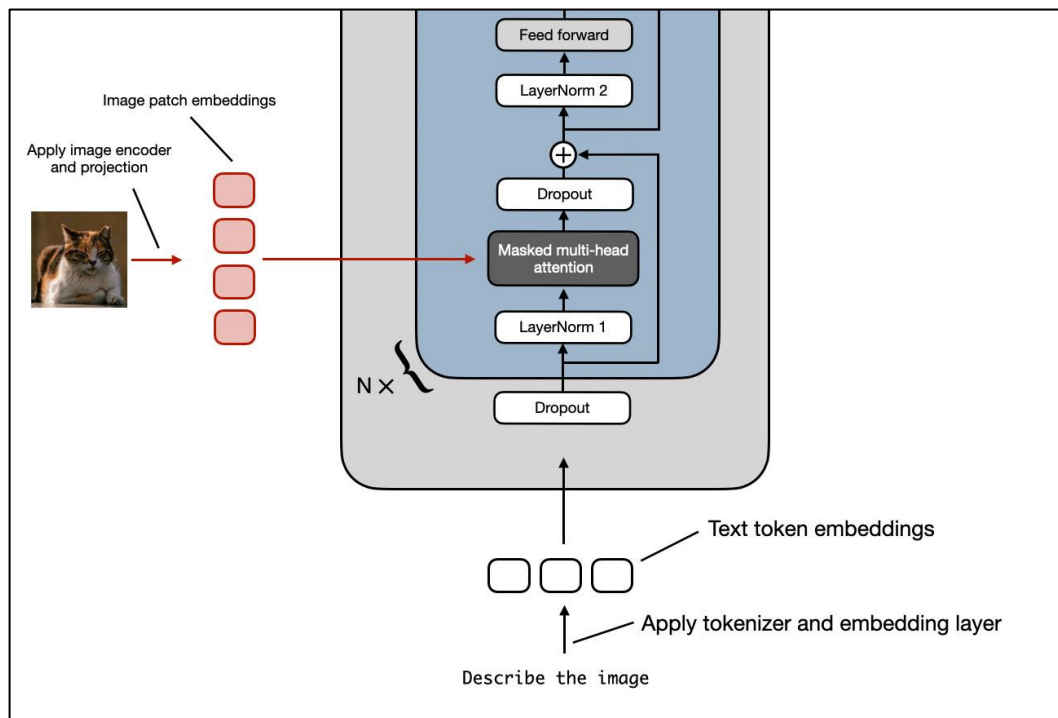 Feed forward
LayerNorm 2
Image patch embeddings
Apply image encoder
and projection
Dropout
Masked multi-head
attention
LayerNorm 1
N ×
Dropout
Text token embeddings
Apply tokenizer and embedding layer
Describe the image